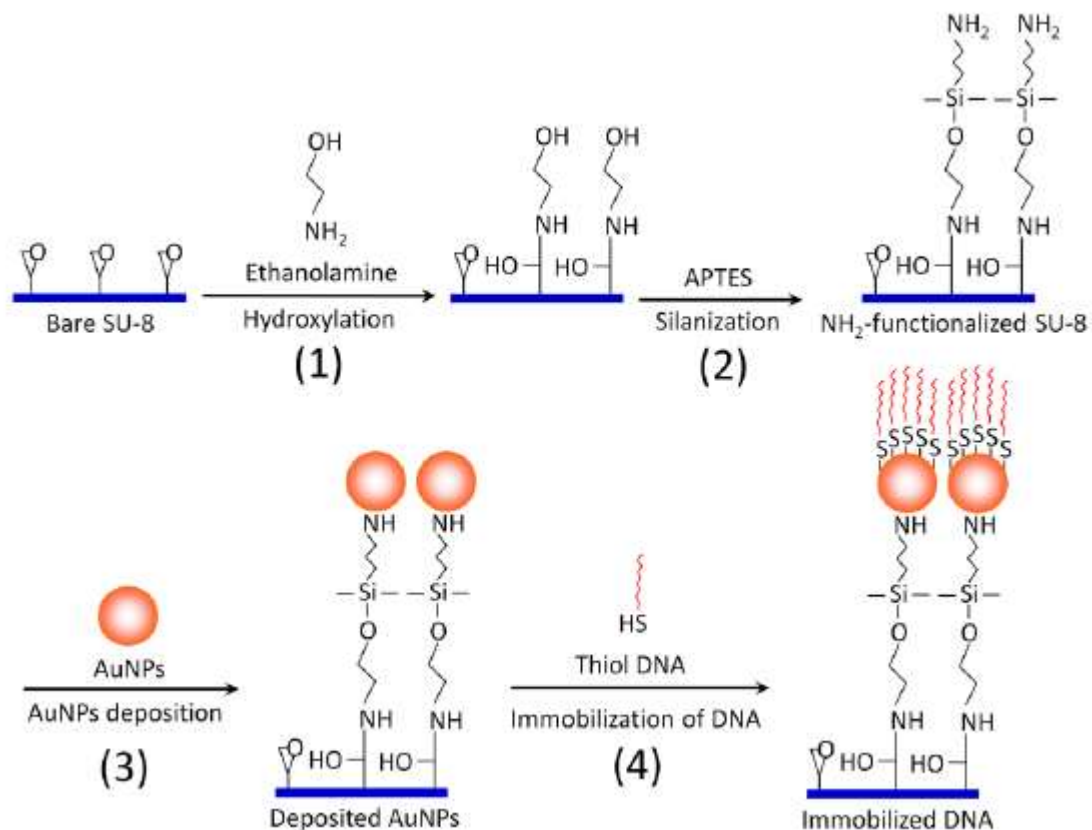 OH
NH₂
Ethanolamine
Hydroxylation
(1)
O O O
Bare SU-8
OH OH
NH NH
O HO HO
APTES
Silanization
(2)
NH₂ NH₂
Si Si
O O
NH NH
O HO HO
NH₂-functionalized SU-8
AuNPs
AuNPs deposition
(3)
NH NH
Si Si
O O
NH NH
O HO HO
Deposited AuNPs
HS
Thiol DNA
Immobilization of DNA
(4)
S S S S S S S S S S
NH NH
Si Si
O O
NH NH
O HO HO
Immobilized DNA